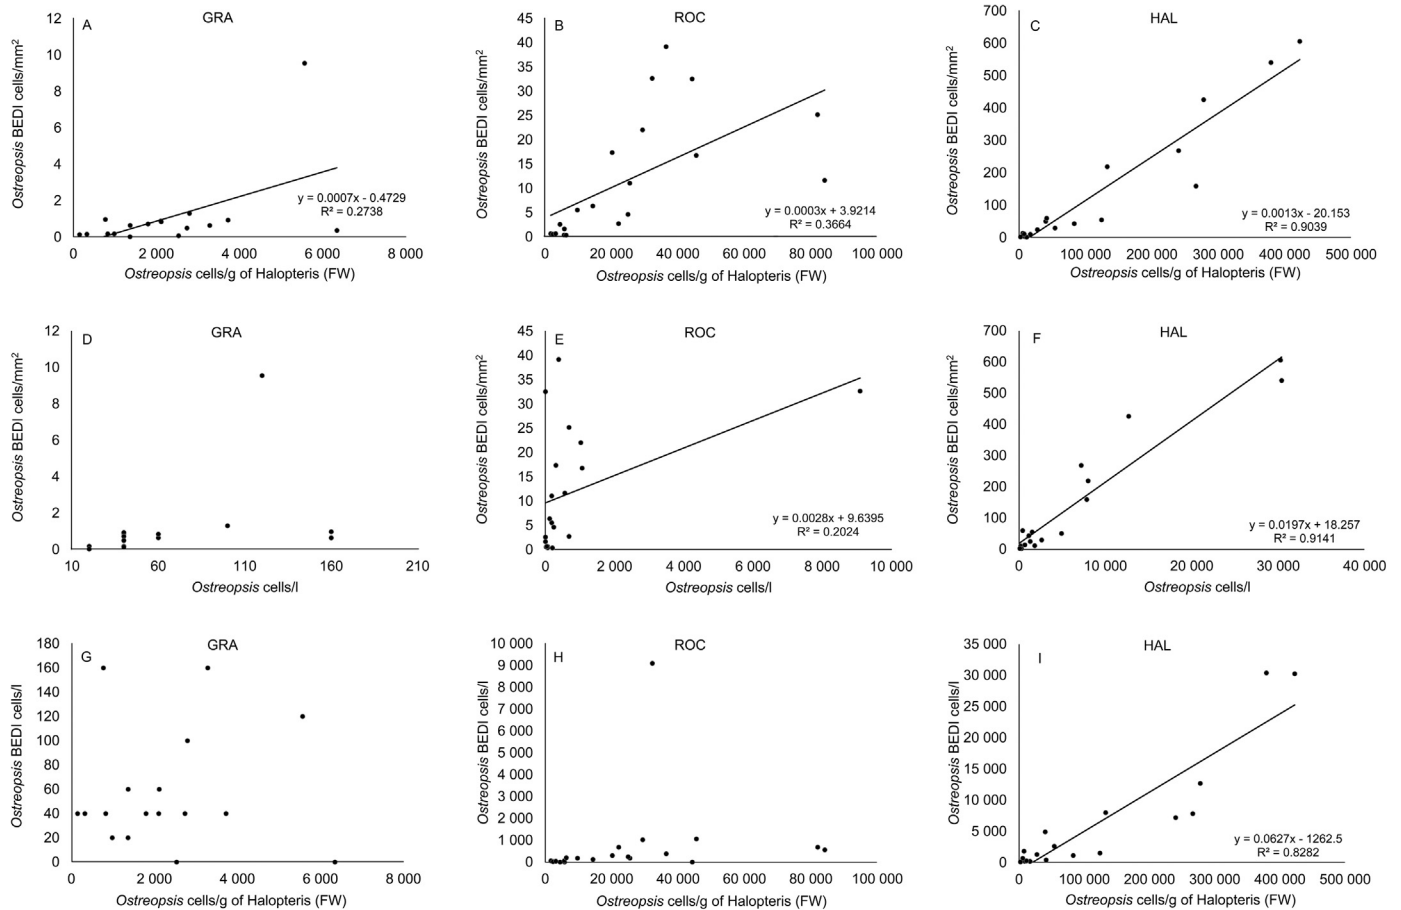 A
GRA
12
10
8
6
4
2
0
Ostreopsis BEDI cells/mm²
y = 0.0007x - 0.4729
R² = 0.2738
0 2 000 4 000 6 000 8 000
Ostreopsis cells/g of Halopteris (FW)
B
ROC
45
40
35
30
25
20
15
10
5
0
Ostreopsis BEDI cells/mm²
y = 0.0003x + 3.9214
R² = 0.3664
0 20 000 40 000 60 000 80 000 100 000
Ostreopsis cells/g of Halopteris (FW)
C
HAL
700
600
500
400
300
200
100
0
Ostreopsis BEDI cells/mm²
y = 0.0013x - 20.153
R² = 0.9039
0 100 000 200 000 300 000 400 000 500 000
Ostreopsis cells/g of Halopteris (FW)
D
GRA
12
10
8
6
4
2
0
Ostreopsis BEDI cells/mm²
10 60 110 160 210
Ostreopsis cells/l
E
ROC
45
40
35
30
25
20
15
10
5
0
Ostreopsis BEDI cells/mm²
y = 0.0028x + 9.6395
R² = 0.2024
0 2 000 4 000 6 000 8 000 10 000
Ostreopsis cells/l
F
HAL
700
600
500
400
300
200
100
0
Ostreopsis BEDI cells/mm²
y = 0.0197x + 18.257
R² = 0.9141
0 10 000 20 000 30 000 40 000
Ostreopsis cells/l
G
GRA
180
160
140
120
100
80
60
40
20
0
Ostreopsis BEDI cells/l
0 2 000 4 000 6 000 8 000
Ostreopsis cells/g of Halopteris (FW)
H
ROC
10 000
9 000
8 000
7 000
6 000
5 000
4 000
3 000
2 000
1 000
0
Ostreopsis BEDI cells/l
0 20 000 40 000 60 000 80 000 100 000
Ostreopsis cells/g of Halopteris (FW)
I
HAL
35 000
30 000
25 000
20 000
15 000
10 000
5 000
0
Ostreopsis BEDI cells/l
y = 0.0627x - 1262.5
R² = 0.8282
0 100 000 200 000 300 000 400 000 500 000
Ostreopsis cells/g of Halopteris (FW)